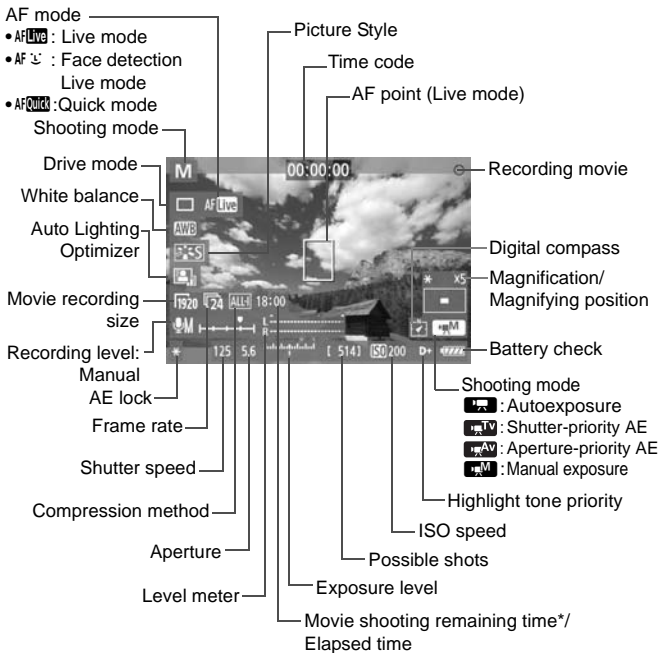 AF mode
• AF Live : Live mode
• AF : Face detection
Live mode
• AF Quick : Quick mode
Shooting mode
Drive mode
White balance
Auto Lighting
Optimizer
Movie recording
size
Recording level:
Manual
AE lock
Frame rate
Shutter speed
Compression method
Aperture
Level meter
Picture Style
Time code
AF point (Live mode)
Recording movie
Digital compass
Magnification/
Magnifying position
Battery check
Shooting mode
: Autoexposure
Tv : Shutter-priority AE
Av : Aperture-priority AE
M : Manual exposure
Highlight tone priority
ISO speed
Possible shots
Exposure level
Movie shooting remaining time*/
Elapsed time
M 00:00:00
AF Live
AWB
S
* x5
1920 24 ALL-I 18:00
M L
R
M
* 125 5.6 [ 514] ISO 200 D+